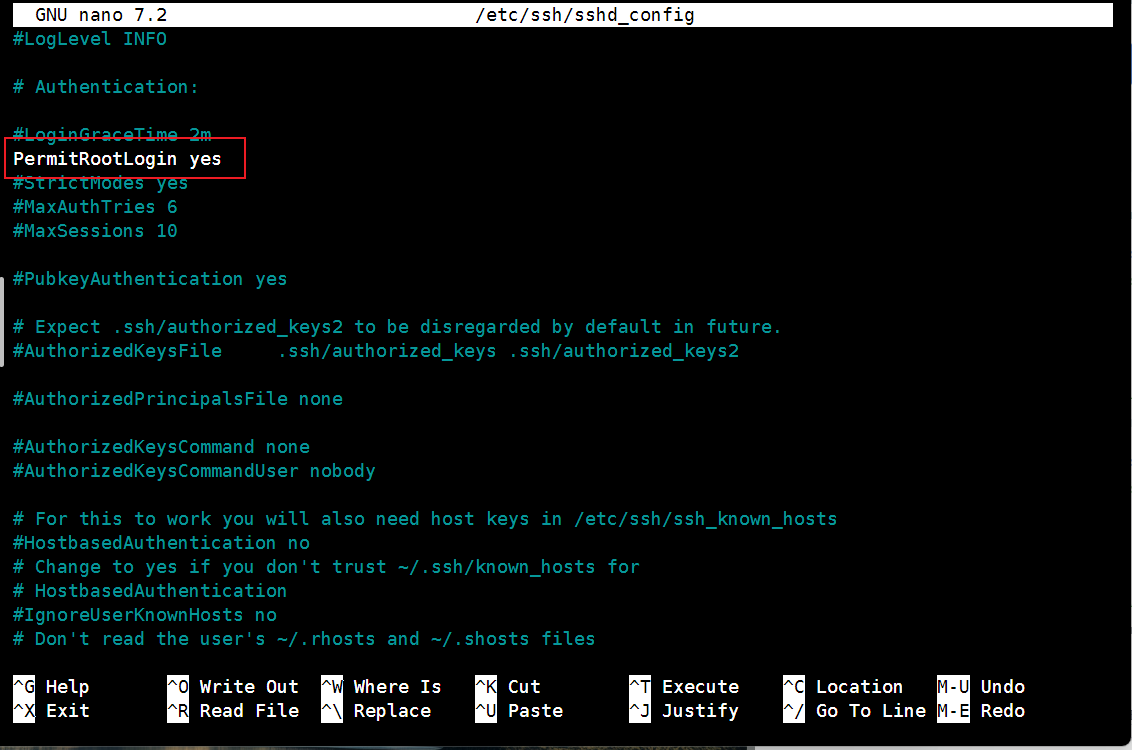 GNU nano 7.2 /etc/ssh/sshd_config
#LogLevel INFO
# Authentication:
#LoginGraceTime 2m
PermitRootLogin yes
#StrictModes yes
#MaxAuthTries 6
#MaxSessions 10
#PubkeyAuthentication yes
# Expect .ssh/authorized_keys2 to be disregarded by default in future.
#AuthorizedKeysFile .ssh/authorized_keys .ssh/authorized_keys2
#AuthorizedPrincipalsFile none
#AuthorizedKeysCommand none
#AuthorizedKeysCommandUser nobody
# For this to work you will also need host keys in /etc/ssh/ssh_known_hosts
#HostbasedAuthentication no
# Change to yes if you don't trust ~/.ssh/known_hosts for
# HostbasedAuthentication
#IgnoreUserKnownHosts no
# Don't read the user's ~/.rhosts and ~/.shosts files
^G Help ^O Write Out ^W Where Is ^K Cut ^T Execute ^C Location M-U Undo
^X Exit ^R Read File ^\ Replace ^U Paste ^J Justify ^/ Go To Line M-E Redo